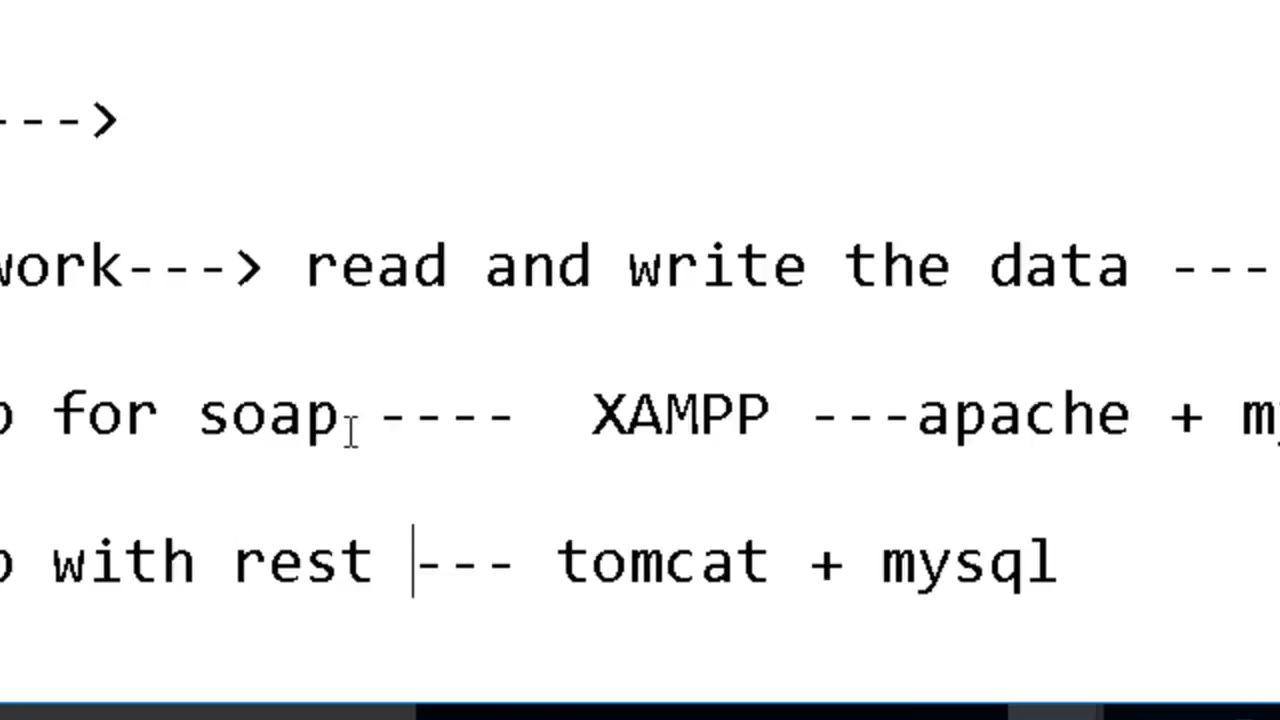 --->
work---> read and write the data ---
for soap ---- XAMPP ---apache +
with rest --- tomcat + mysql